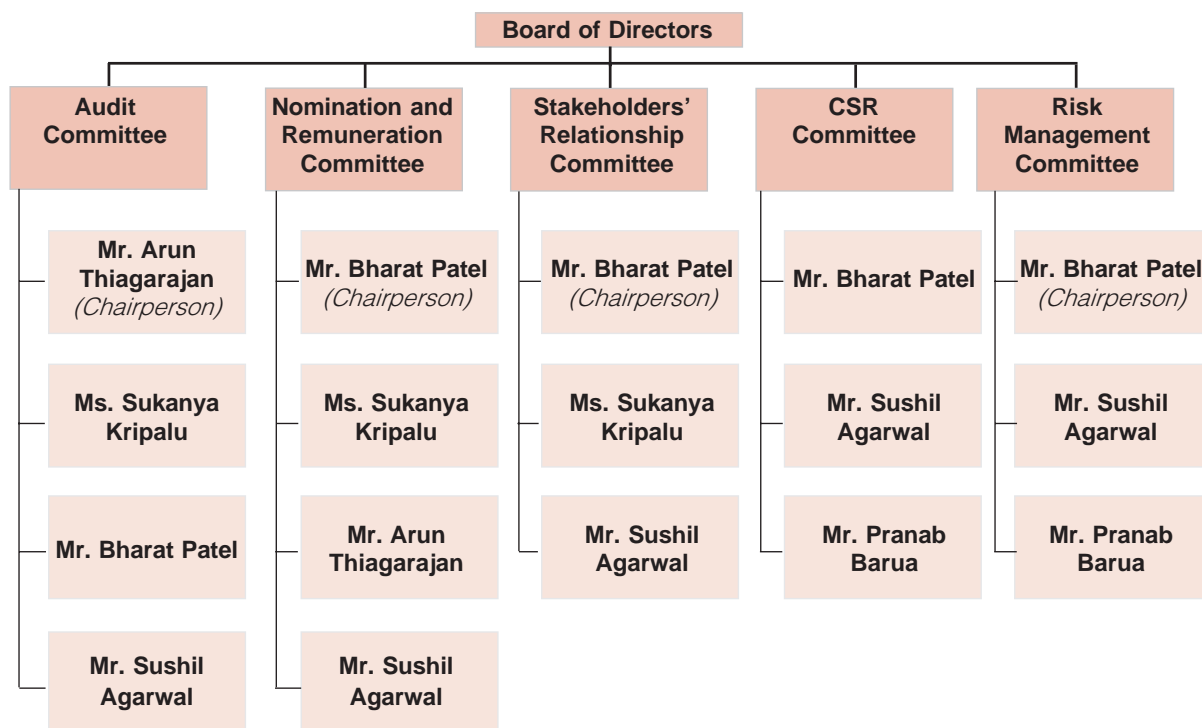 Board of Directors
Audit
Committee
Nomination and
Remuneration
Committee
Stakeholders’
Relationship
Committee
CSR
Committee
Risk
Management
Committee
Mr. Arun
Thiagarajan
(Chairperson)
Ms. Sukanya
Kripalu
Mr. Bharat Patel
Mr. Sushil
Agarwal
Mr. Bharat Patel
(Chairperson)
Ms. Sukanya
Kripalu
Mr. Arun
Thiagarajan
Mr. Sushil
Agarwal
Mr. Bharat Patel
(Chairperson)
Ms. Sukanya
Kripalu
Mr. Sushil
Agarwal
Mr. Bharat Patel
Mr. Sushil
Agarwal
Mr. Pranab
Barua
Mr. Bharat Patel
(Chairperson)
Mr. Sushil
Agarwal
Mr. Pranab
Barua